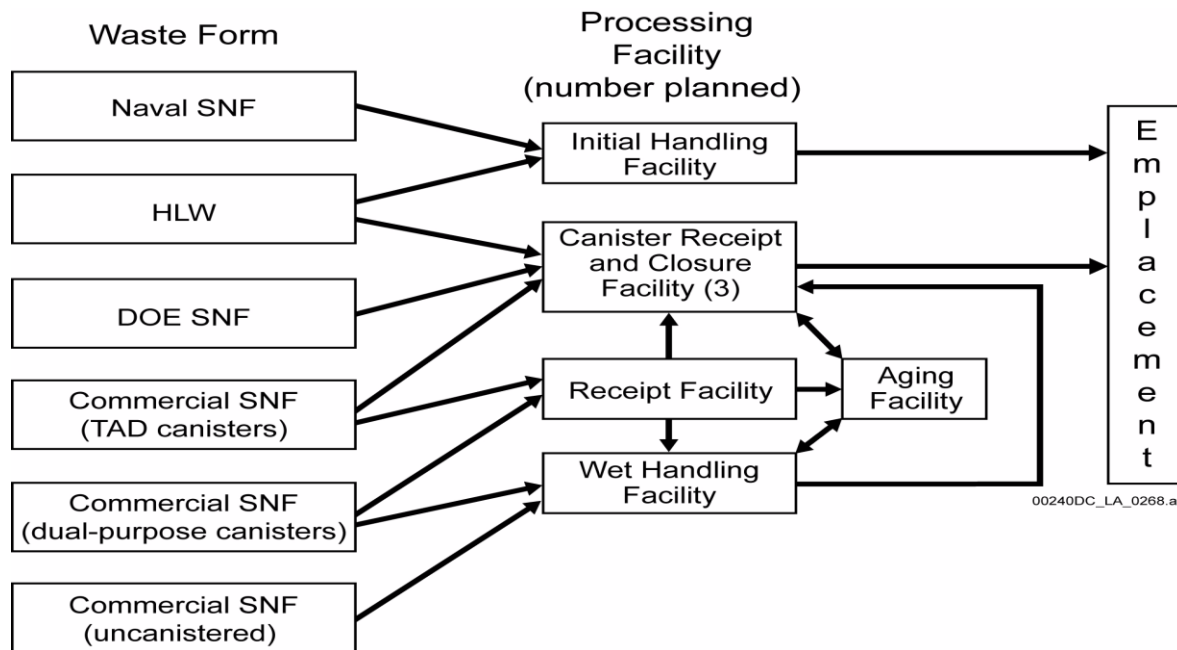 Waste Form
Processing
Facility
(number planned)
Naval SNF
HLW
DOE SNF
Commercial SNF
(TAD canisters)
Commercial SNF
(dual-purpose canisters)
Commercial SNF
(uncanistered)
Initial Handling
Facility
Canister Receipt
and Closure
Facility (3)
Receipt Facility
Wet Handling
Facility
Aging
Facility
Emplacement
00240DC_LA_0268.a